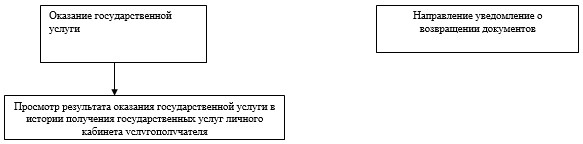 Оказание государственной
услуги
Направление уведомление о
возвращении документов
Просмотр результата оказания государственной услуги в
истории получения государственных услуг личного
кабинета услугополучателя